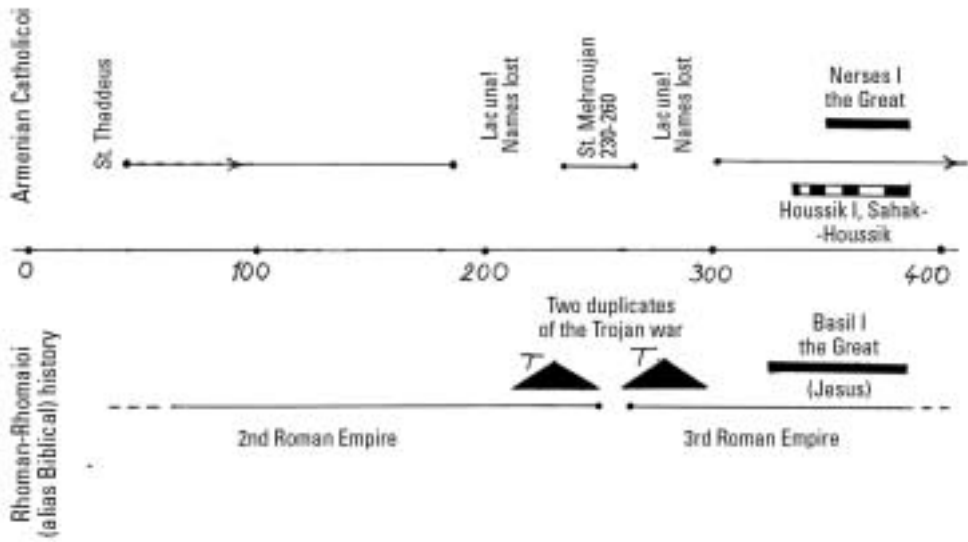 Armenian Catholicoi
St. Thaddeus
Lacuna!
Names lost
St. Mehroujan
230-260
Lacuna!
Names lost
Nerses I
the Great
Houssik I, Sahak-
-Houssik
0 100 200 300 400
Rhoman-Rhomaioi
(alias Biblical) history
Two duplicates
of the Trojan war
T T
Basil I
the Great
(Jesus)
2nd Roman Empire
3rd Roman Empire